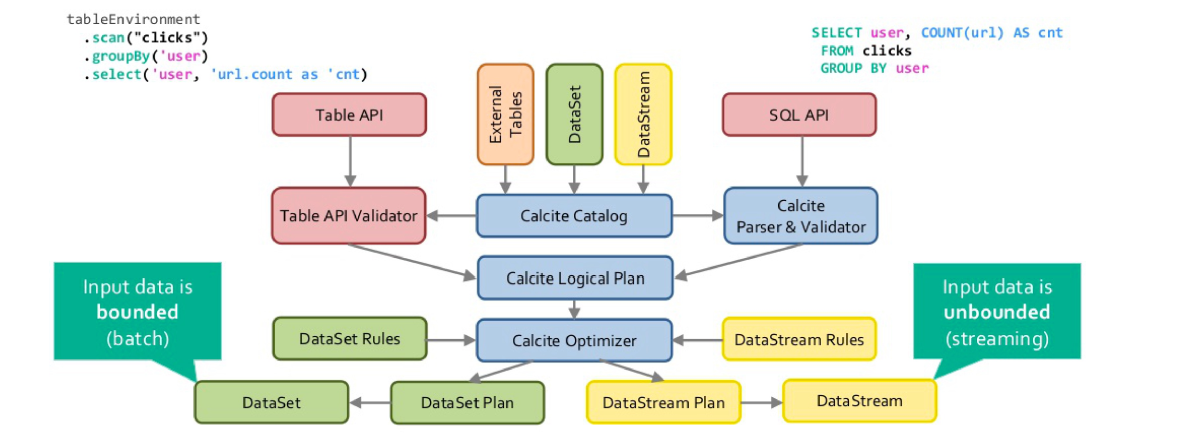 tableEnvironment
.scan("clicks")
.groupBy('user)
.select('user, 'url.count as 'cnt)
SELECT user, COUNT(url) AS cnt
FROM clicks
GROUP BY user
Table API
External
Tables
DataSet
DataStream
SQL API
Table API Validator
Calcite Catalog
Calcite
Parser & Validator
Calcite Logical Plan
Input data is
bounded
(batch)
Input data is
unbounded
(streaming)
DataSet Rules
Calcite Optimizer
DataStream Rules
DataSet
DataSet Plan
DataStream Plan
DataStream